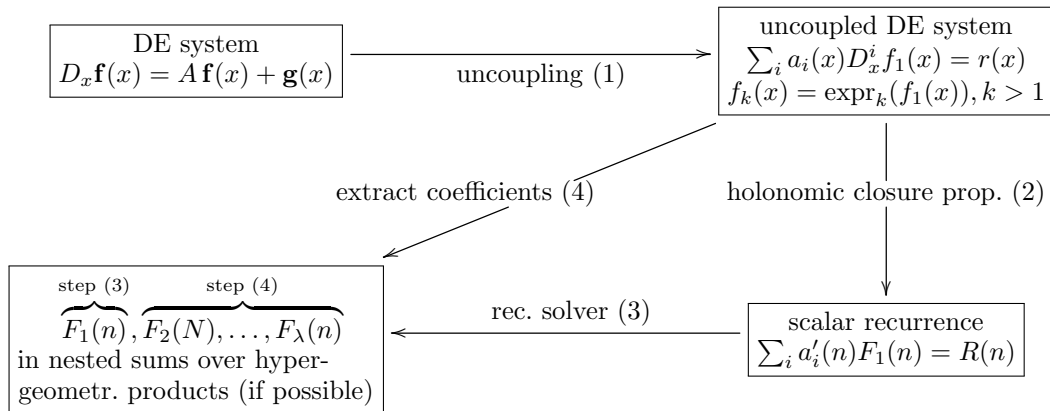 DE system
D_x 𝐟(x) = A 𝐟(x) + 𝐠(x)
uncoupling (1)
uncoupled DE system
∑_i a_i(x)D_x^i f_1(x) = r(x)
f_k(x) = expr_k(f_1(x)), k > 1
extract coefficients (4)
holonomic closure prop. (2)
step (3) step (4)
F_1(n), F_2(N), . . . , F_λ(n)
in nested sums over hyper-
geometr. products (if possible)
rec. solver (3)
scalar recurrence
∑_i a′_i(n)F_1(n) = R(n)